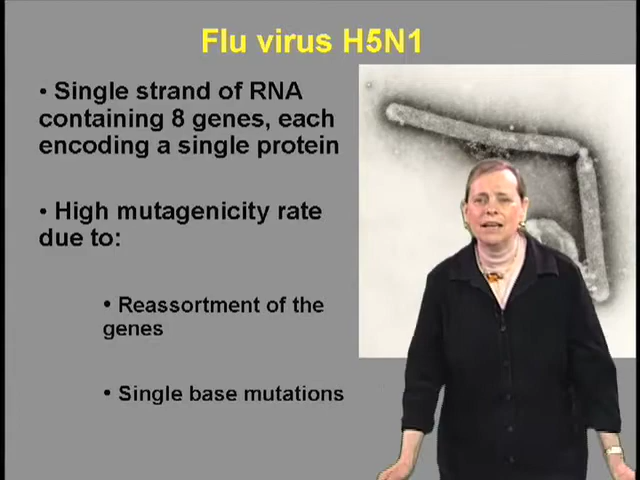 Flu virus H5N1
• Single strand of RNA
containing 8 genes, each
encoding a single protein
• High mutagenicity rate
due to:
• Reassortment of the
genes
• Single base mutations